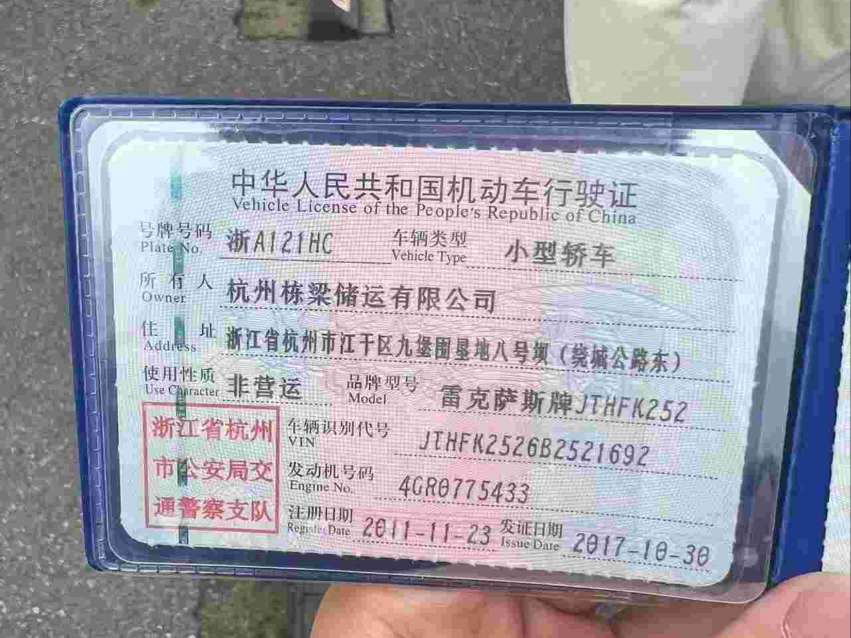 中华人民共和国机动车行驶证
Vehicle License of the People's Republic of China
号牌号码 浙A121HC 车辆类型 小型轿车
Plate No. Vehicle Type
所有人 杭州栋梁储运有限公司
Owner
住址 浙江省杭州市江干区九堡围垦地八号坝（绕城公路东）
Address
使用性质 非营运 品牌型号 雷克萨斯牌JTHFK252
Use Character Model
浙江省杭州
市公安局交
通警察支队
车辆识别代号 JTHFK2526B2521692
VIN
发动机号码 4GR0775433
Engine No.
注册日期 2011-11-23 发证日期 2017-10-30
Register Date Issue Date